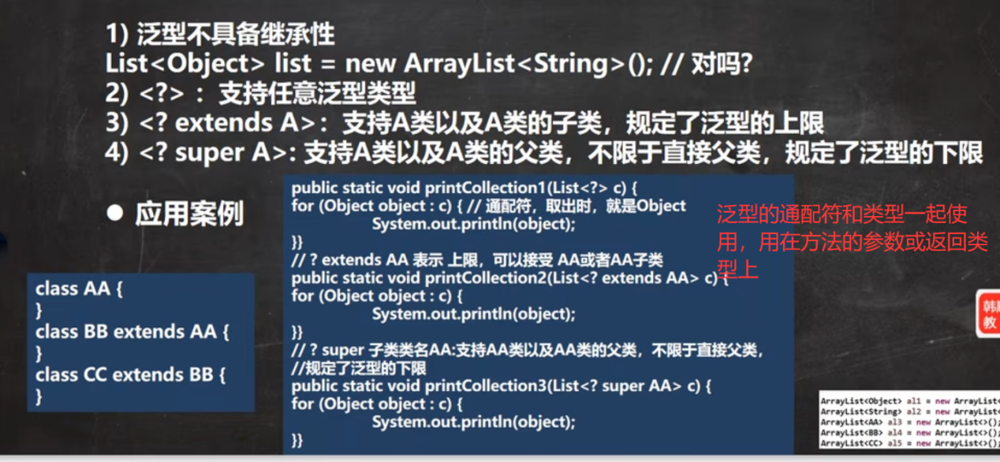 1) 泛型不具备继承性
List<Object> list = new ArrayList<String>(); // 对吗?
2) <?> ：支持任意泛型类型
3) <? extends A>：支持A类以及A类的子类，规定了泛型的上限
4) <? super A>: 支持A类以及A类的父类，不限于直接父类，规定了泛型的下限
● 应用案例
class AA {
}
class BB extends AA {
}
class CC extends BB {
}
public static void printCollection1(List<?> c) {
for (Object object : c) { // 通配符，取出时，就是Object
System.out.println(object);
}}
// ? extends AA 表示 上限，可以接受 AA或者AA子类
public static void printCollection2(List<? extends AA> c) {
for (Object object : c) {
System.out.println(object);
}}
// ? super 子类类名AA:支持AA类以及AA类的父类，不限于直接父类，
//规定了泛型的下限
public static void printCollection3(List<? super AA> c) {
for (Object object : c) {
System.out.println(object);
}}
泛型的通配符和类型一起使
用，用在方法的参数或返回类
型上
教
ArrayList<Object> al1 = new ArrayList<
ArrayList<String> al2 = new ArrayList<
ArrayList<AA> al3 = new ArrayList<>();
ArrayList<BB> al4 = new ArrayList<>();
ArrayList<CC> al5 = new ArrayList<>();